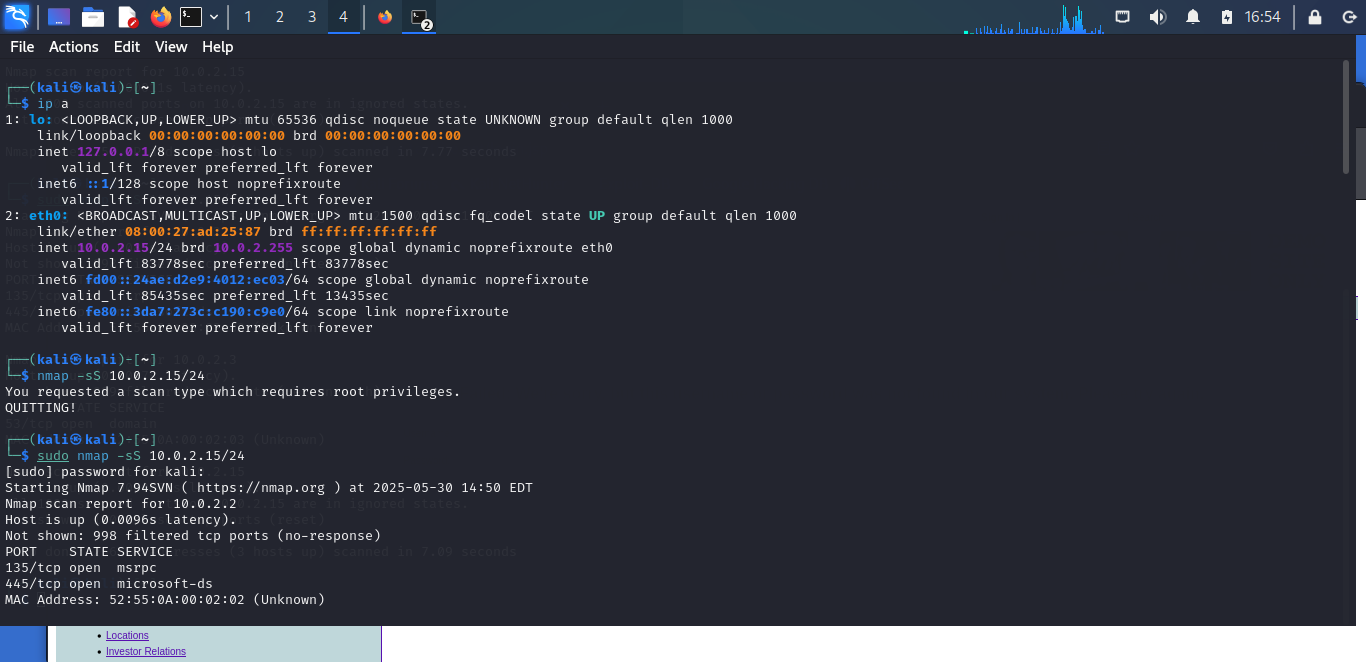 1 2 3 4 2 16:54
File Actions Edit View Help
┌──(kali㉿kali)-[~]
└─$ ip a
1: lo: <LOOPBACK,UP,LOWER_UP> mtu 65536 qdisc noqueue state UNKNOWN group default qlen 1000
link/loopback 00:00:00:00:00:00 brd 00:00:00:00:00:00
inet 127.0.0.1/8 scope host lo
valid_lft forever preferred_lft forever
inet6 ::1/128 scope host noprefixroute
valid_lft forever preferred_lft forever
2: eth0: <BROADCAST,MULTICAST,UP,LOWER_UP> mtu 1500 qdisc fq_codel state UP group default qlen 1000
link/ether 08:00:27:ad:25:87 brd ff:ff:ff:ff:ff:ff
inet 10.0.2.15/24 brd 10.0.2.255 scope global dynamic noprefixroute eth0
valid_lft 83778sec preferred_lft 83778sec
inet6 fd00::24ae:d2e9:4012:ec03/64 scope global dynamic noprefixroute
valid_lft 85435sec preferred_lft 13435sec
inet6 fe80::3da7:273c:c190:c9e0/64 scope link noprefixroute
valid_lft forever preferred_lft forever
┌──(kali㉿kali)-[~]
└─$ nmap -sS 10.0.2.15/24
You requested a scan type which requires root privileges.
QUITTING!
┌──(kali㉿kali)-[~]
└─$ sudo nmap -sS 10.0.2.15/24
[sudo] password for kali:
Starting Nmap 7.94SVN ( https://nmap.org ) at 2025-05-30 14:50 EDT
Nmap scan report for 10.0.2.2
Host is up (0.0096s latency).
Not shown: 998 filtered tcp ports (no-response)
PORT STATE SERVICE
135/tcp open msrpc
445/tcp open microsoft-ds
MAC Address: 52:55:0A:00:02:02 (Unknown)
• Locations
• Investor Relations